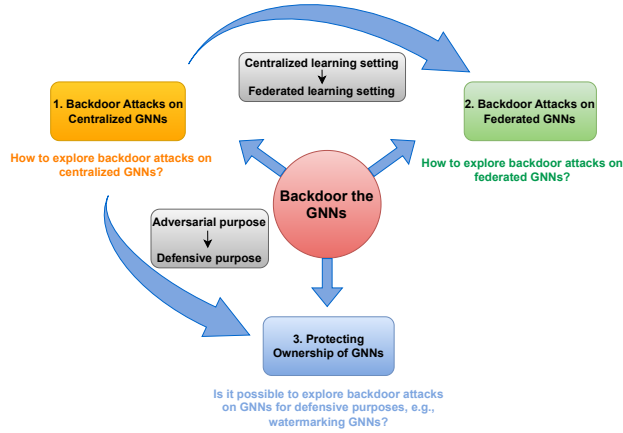 Centralized learning setting
Federated learning setting
1. Backdoor Attacks on
Centralized GNNs
2. Backdoor Attacks on
Federated GNNs
How to explore backdoor attacks on
centralized GNNs?
How to explore backdoor attacks on
federated GNNs?
Backdoor the
GNNs
Adversarial purpose
Defensive purpose
3. Protecting
Ownership of GNNs
Is it possible to explore backdoor attacks
on GNNs for defensive purposes, e.g.,
watermarking GNNs?